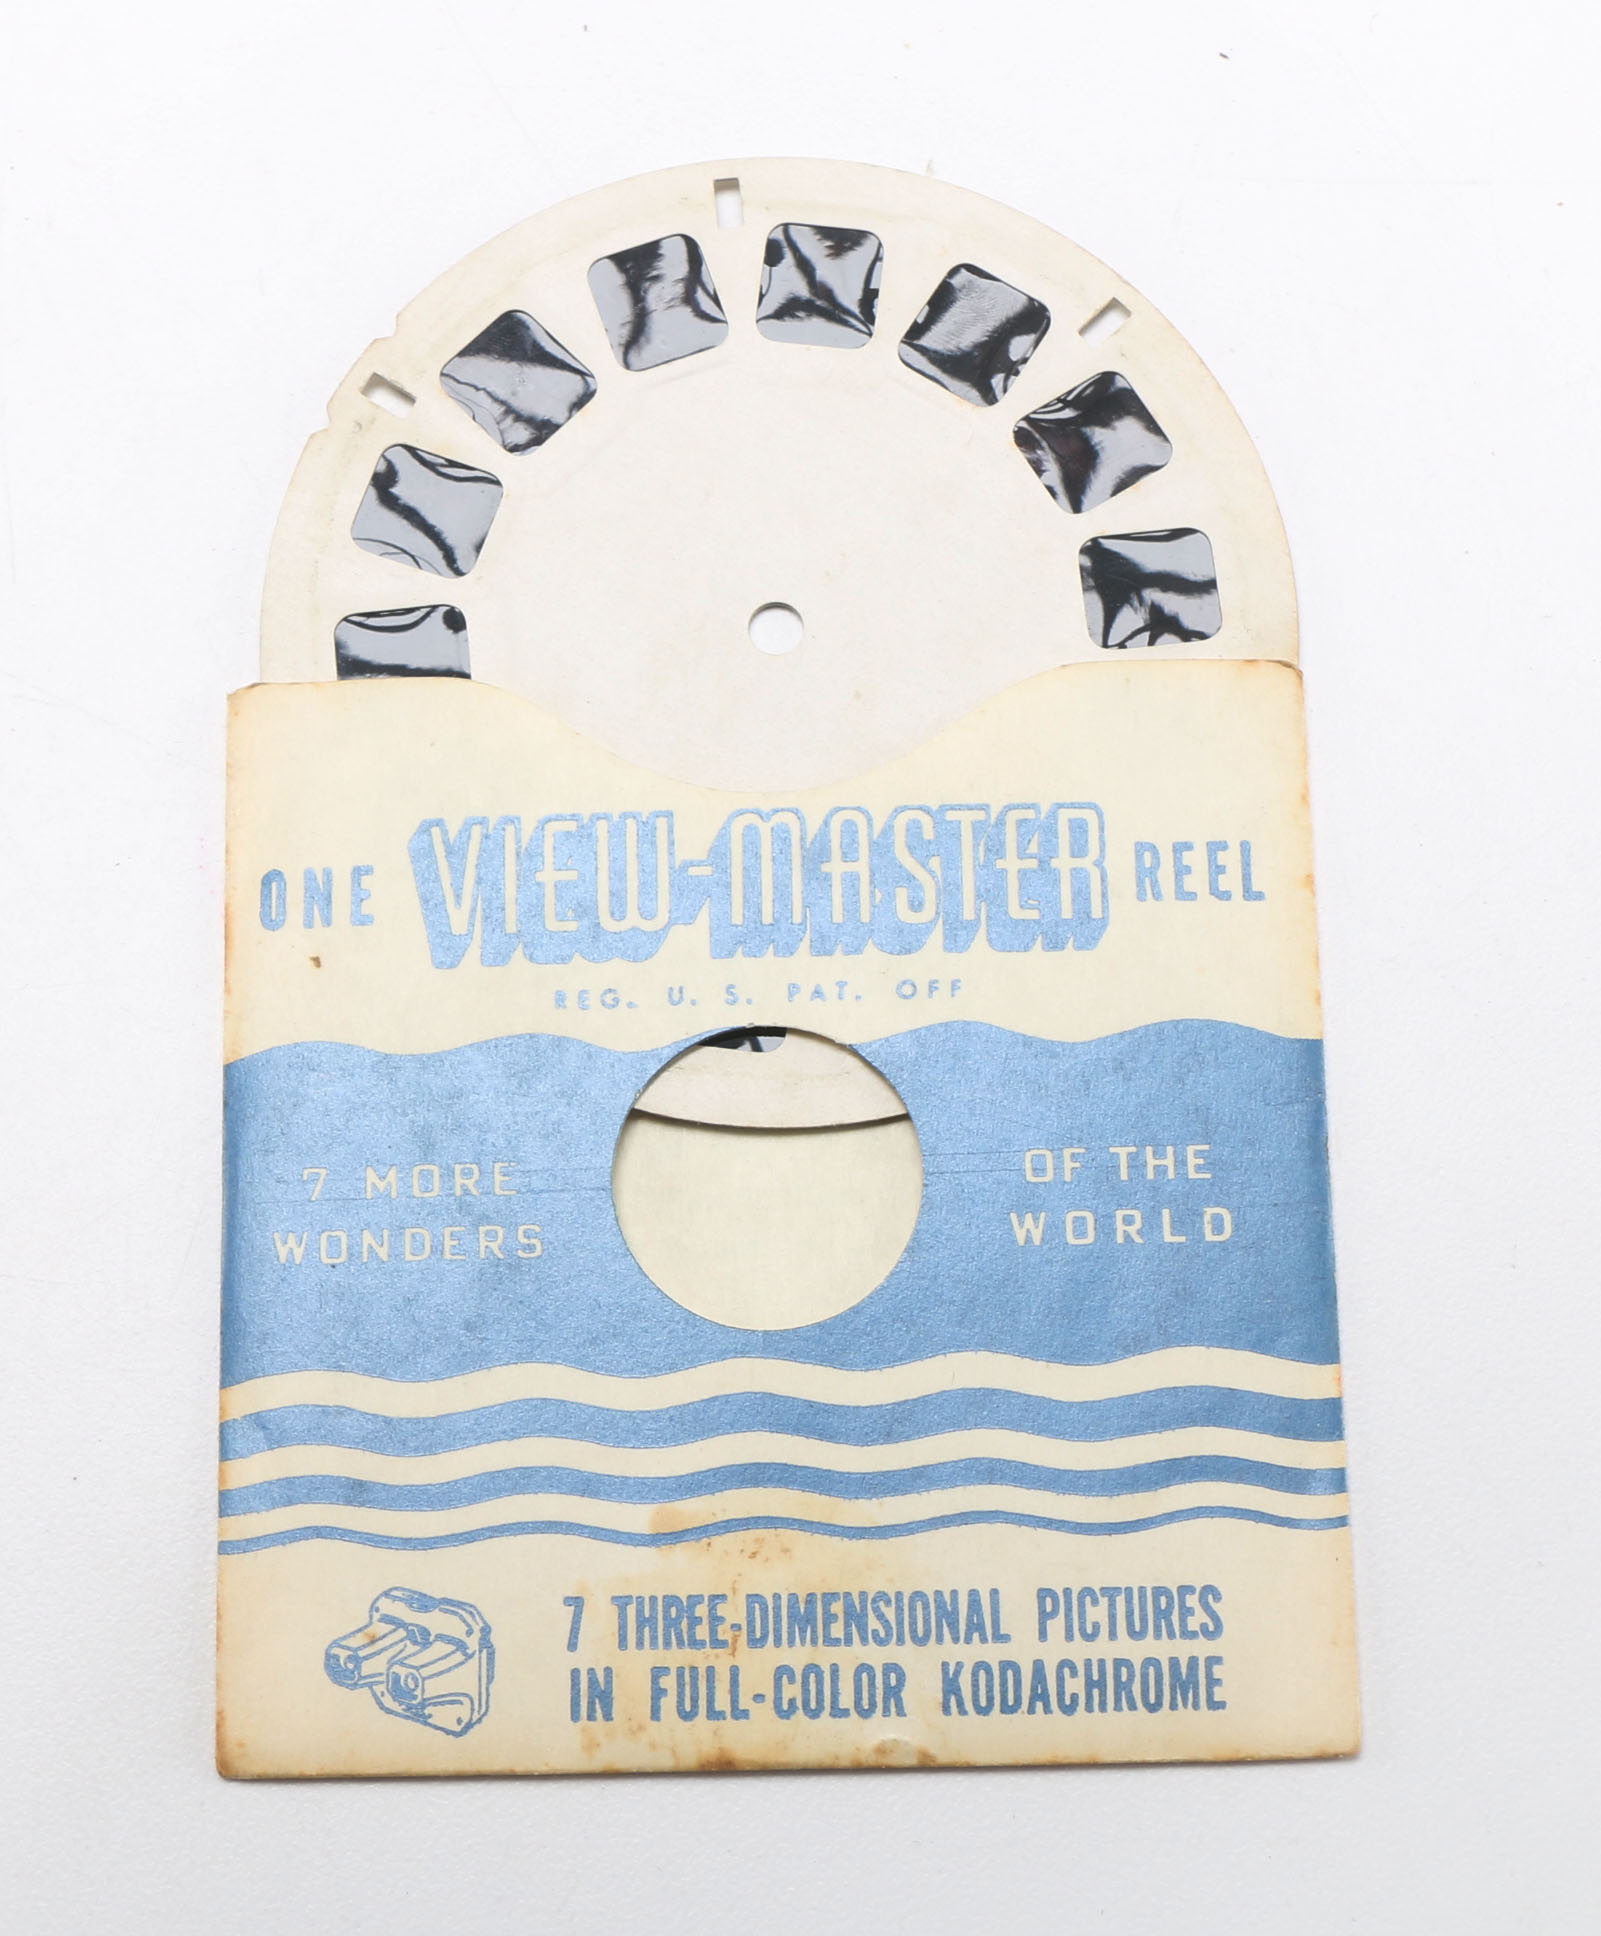 ONE VIEW-MASTER REEL
REG. U. S. PAT. OFF
7 MORE WONDERS
OF THE WORLD
7 THREE-DIMENSIONAL PICTURES
IN FULL-COLOR KODACHROME